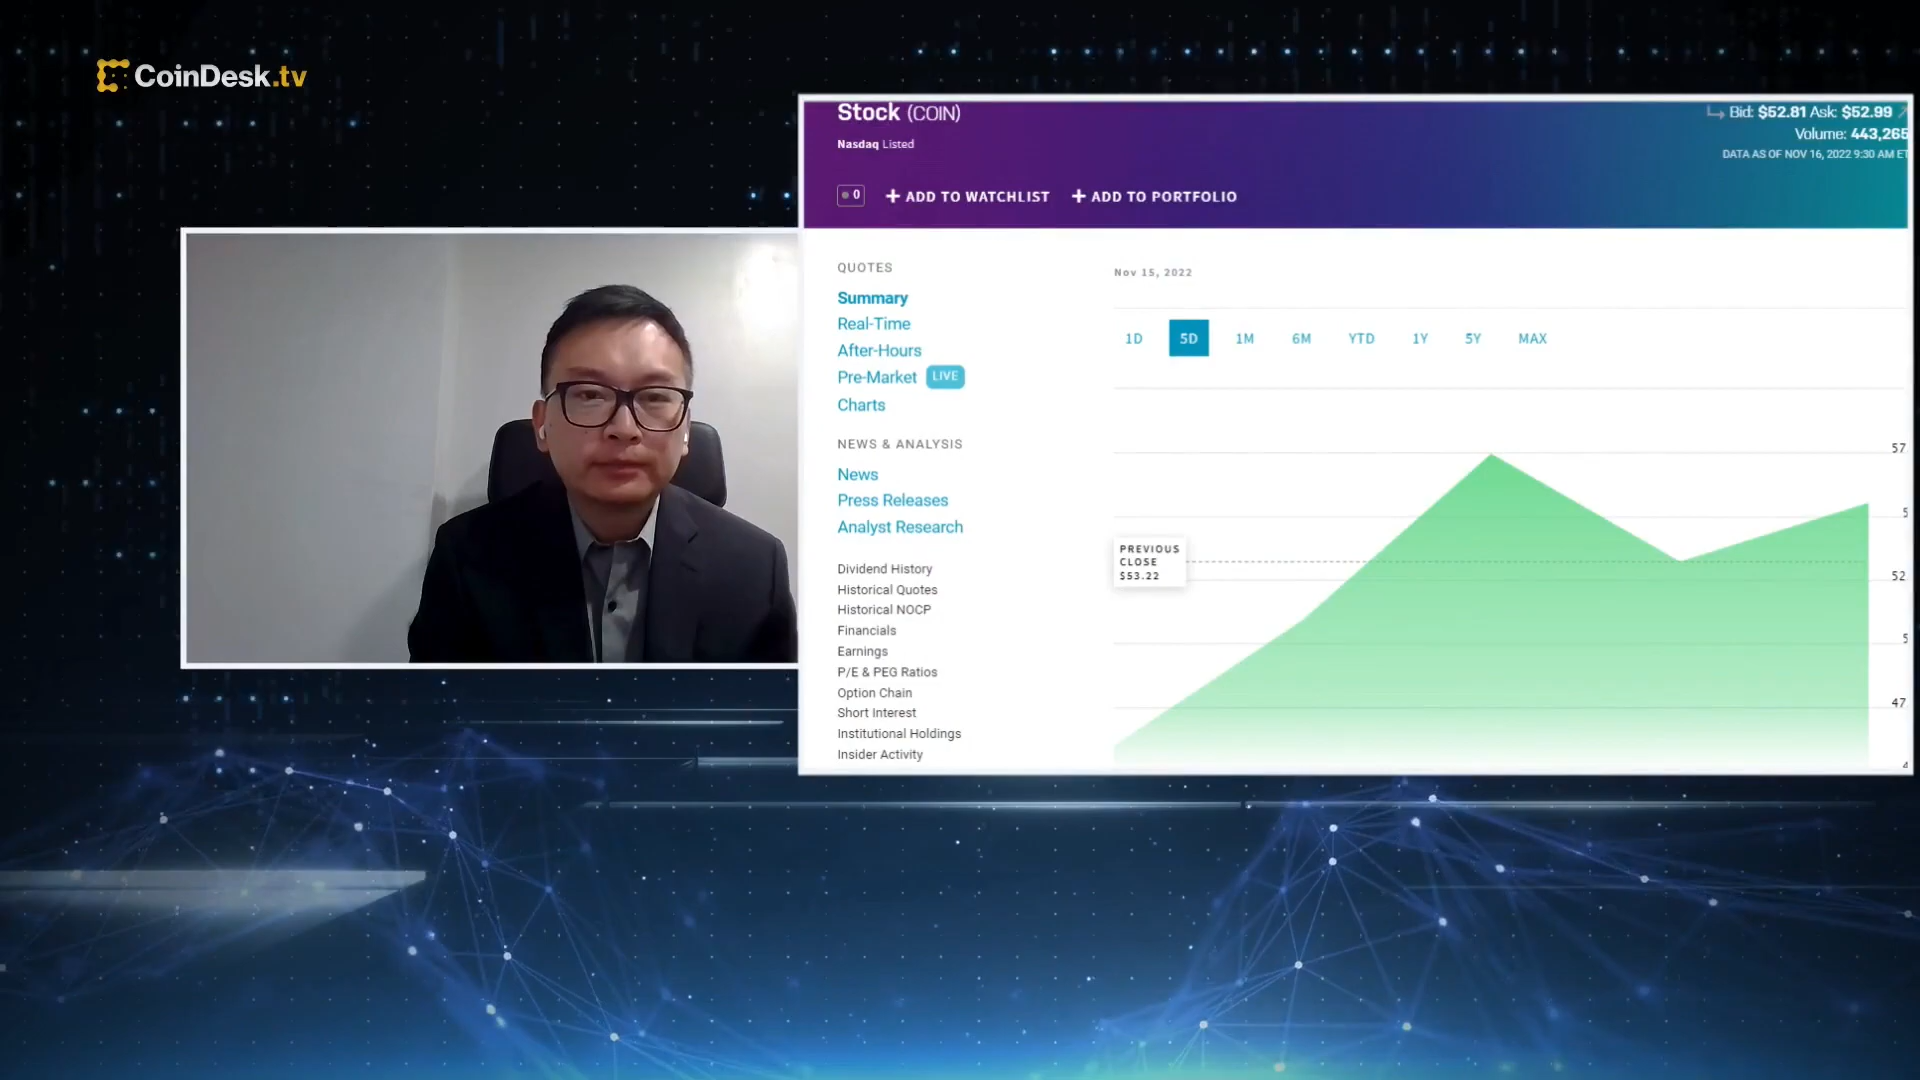 CoinDesk.tv
Stock (COIN)
Nasdaq Listed
0
+ ADD TO WATCHLIST + ADD TO PORTFOLIO
Bid: $52.81 Ask: $52.99
Volume: 443,265
DATA AS OF NOV 16, 2022 9:30 AM ET
QUOTES
Summary
Real-Time
After-Hours
Pre-Market LIVE
Charts
NEWS & ANALYSIS
News
Press Releases
Analyst Research
Dividend History
Historical Quotes
Historical NOCP
Financials
Earnings
P/E & PEG Ratios
Option Chain
Short Interest
Institutional Holdings
Insider Activity
Nov 15, 2022
1D 5D 1M 6M YTD 1Y 5Y MAX
PREVIOUS
CLOSE
$53.22
57
5
52
5
47